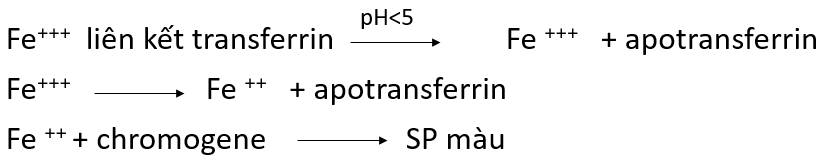 pH<5
Fe+++ liên kết transferrin ⟶ Fe +++ + apotransferrin
Fe+++ ⟶ Fe ++ + apotransferrin
Fe ++ + chromogene ⟶ SP màu